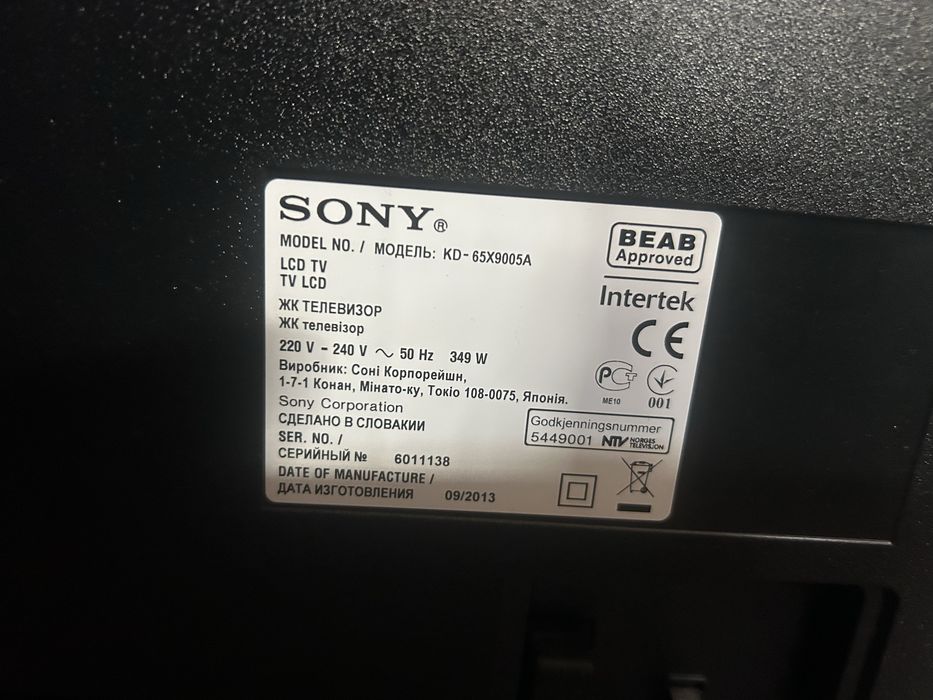 SONY®
MODEL NO. / МОДЕЛЬ: KD-65X9005A
LCD TV
TV LCD
ЖК ТЕЛЕВИЗОР
ЖК телевізор
220 V - 240 V ~ 50 Hz 349 W
Виробник: Соні Корпорейшн,
1-7-1 Конан, Мінато-ку, Токіо 108-0075, Японія.
Sony Corporation
СДЕЛАНО В СЛОВАКИИ
SER. NO. /
СЕРИЙНЫЙ № 6011138
DATE OF MANUFACTURE /
ДАТА ИЗГОТОВЛЕНИЯ 09/2013
BEAB
Approved
Intertek
CE
РСТ
ME10
001
Godkjenningsnummer
5449001 NTV NORGES
TELEVISJON